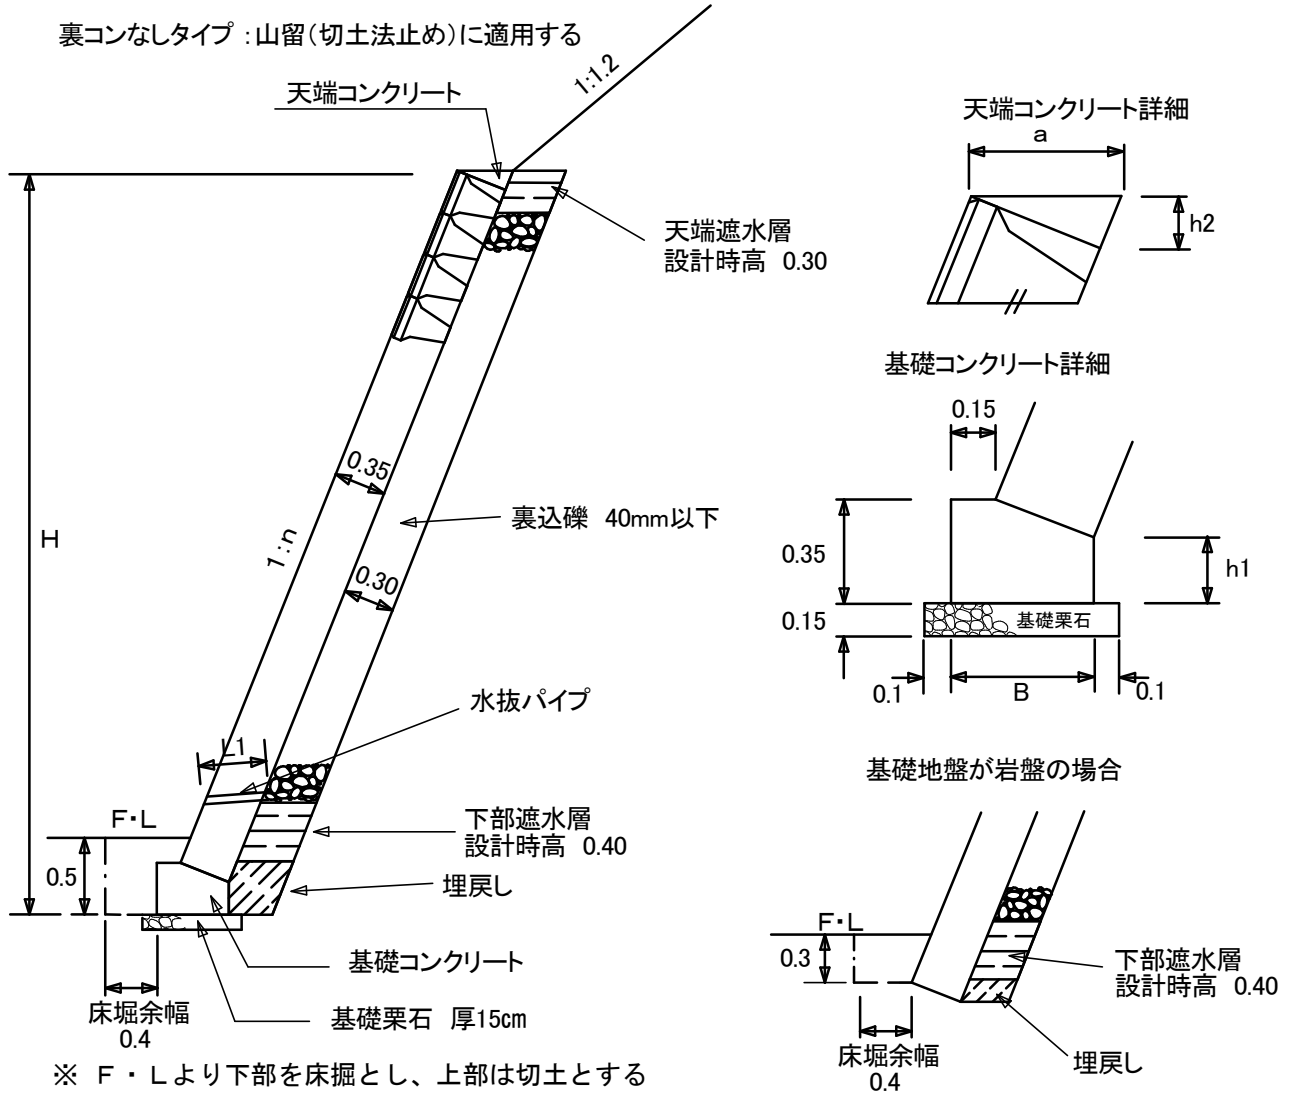 裏コンなしタイプ：山留（切土法止め）に適用する
天端コンクリート
1:1.2
天端遮水層
設計時高 0.30
H
1:n
0.35
0.30
裏込礫 40mm以下
水抜パイプ
L1
F・L
0.5
下部遮水層
設計時高 0.40
埋戻し
基礎コンクリート
床堀余幅
0.4
基礎栗石 厚15cm
※ F・Lより下部を床掘とし、上部は切土とする
天端コンクリート詳細
a
h2
基礎コンクリート詳細
0.15
0.35
h1
0.15
基礎栗石
0.1
B
0.1
基礎地盤が岩盤の場合
F・L
0.3
下部遮水層
設計時高 0.40
床堀余幅
0.4
埋戻し